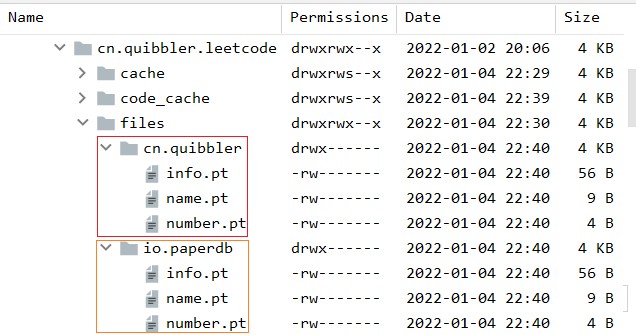 Name Permissions Date Size
cn.quibbler.leetcode drwxrwx--x 2022-01-02 20:06 4 KB
cache drwxrws--x 2022-01-04 22:29 4 KB
code_cache drwxrws--x 2022-01-04 22:39 4 KB
files drwxrwx--x 2022-01-04 22:30 4 KB
cn.quibbler drwx------ 2022-01-04 22:40 4 KB
info.pt -rw------- 2022-01-04 22:40 56 B
name.pt -rw------- 2022-01-04 22:40 9 B
number.pt -rw------- 2022-01-04 22:40 4 B
io.paperdb drwx------ 2022-01-04 22:40 4 KB
info.pt -rw------- 2022-01-04 22:40 56 B
name.pt -rw------- 2022-01-04 22:40 9 B
number.pt -rw------- 2022-01-04 22:40 4 B